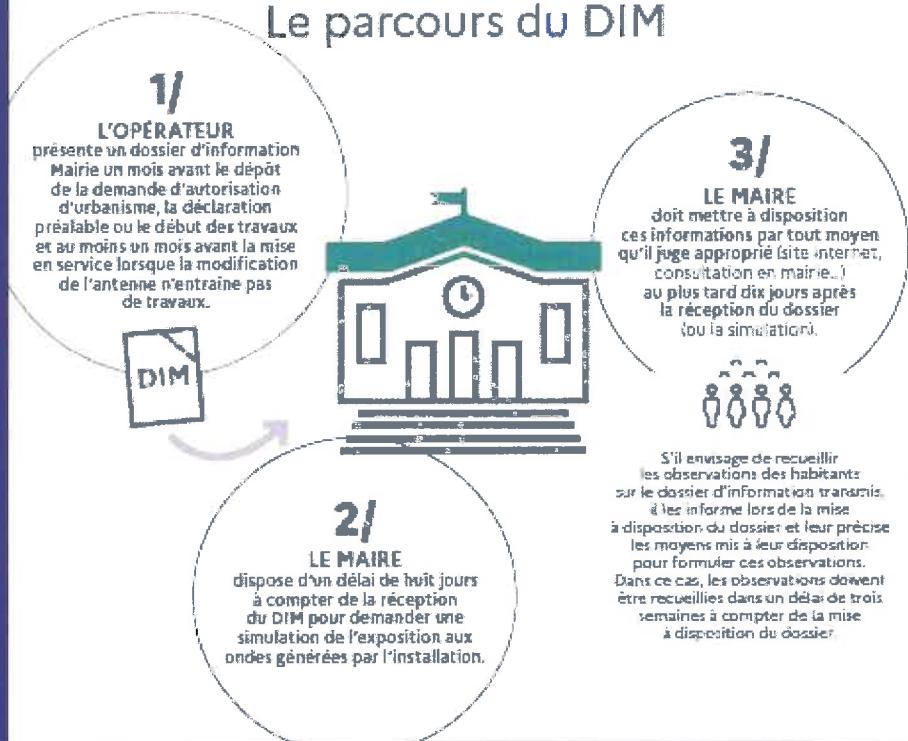 Le parcours du DIM
1/
L'OPÉRATEUR
présente un dossier d'information
Mairie un mois avant le dépôt
de la demande d'autorisation
d'urbanisme, la déclaration
préalable ou le début des travaux
et au moins un mois avant la mise
en service lorsque la modification
de l'antenne n'entraine pas
de travaux.
DIM
2/
LE MAIRE
dispose d'un délai de huit jours
à compter de la réception
du DIM pour demander une
simulation de l'exposition aux
ondes générées par l'installation.
3/
LE MAIRE
doit mettre à disposition
ces informations par tout moyen
qu'il juge approprié (site internet,
consultation en mairie...)
au plus tard dix jours après
la réception du dossier
(ou la simulation).
S'il envisage de recueillir
les observations des habitants
sur le dossier d'information transmis,
il les informe lors de la mise
à disposition du dossier et leur précise
les moyens mis à leur disposition
pour formuler ces observations.
Dans ce cas, les observations doivent
être recueillies dans un délai de trois
semaines à compter de la mise
à disposition du dossier.